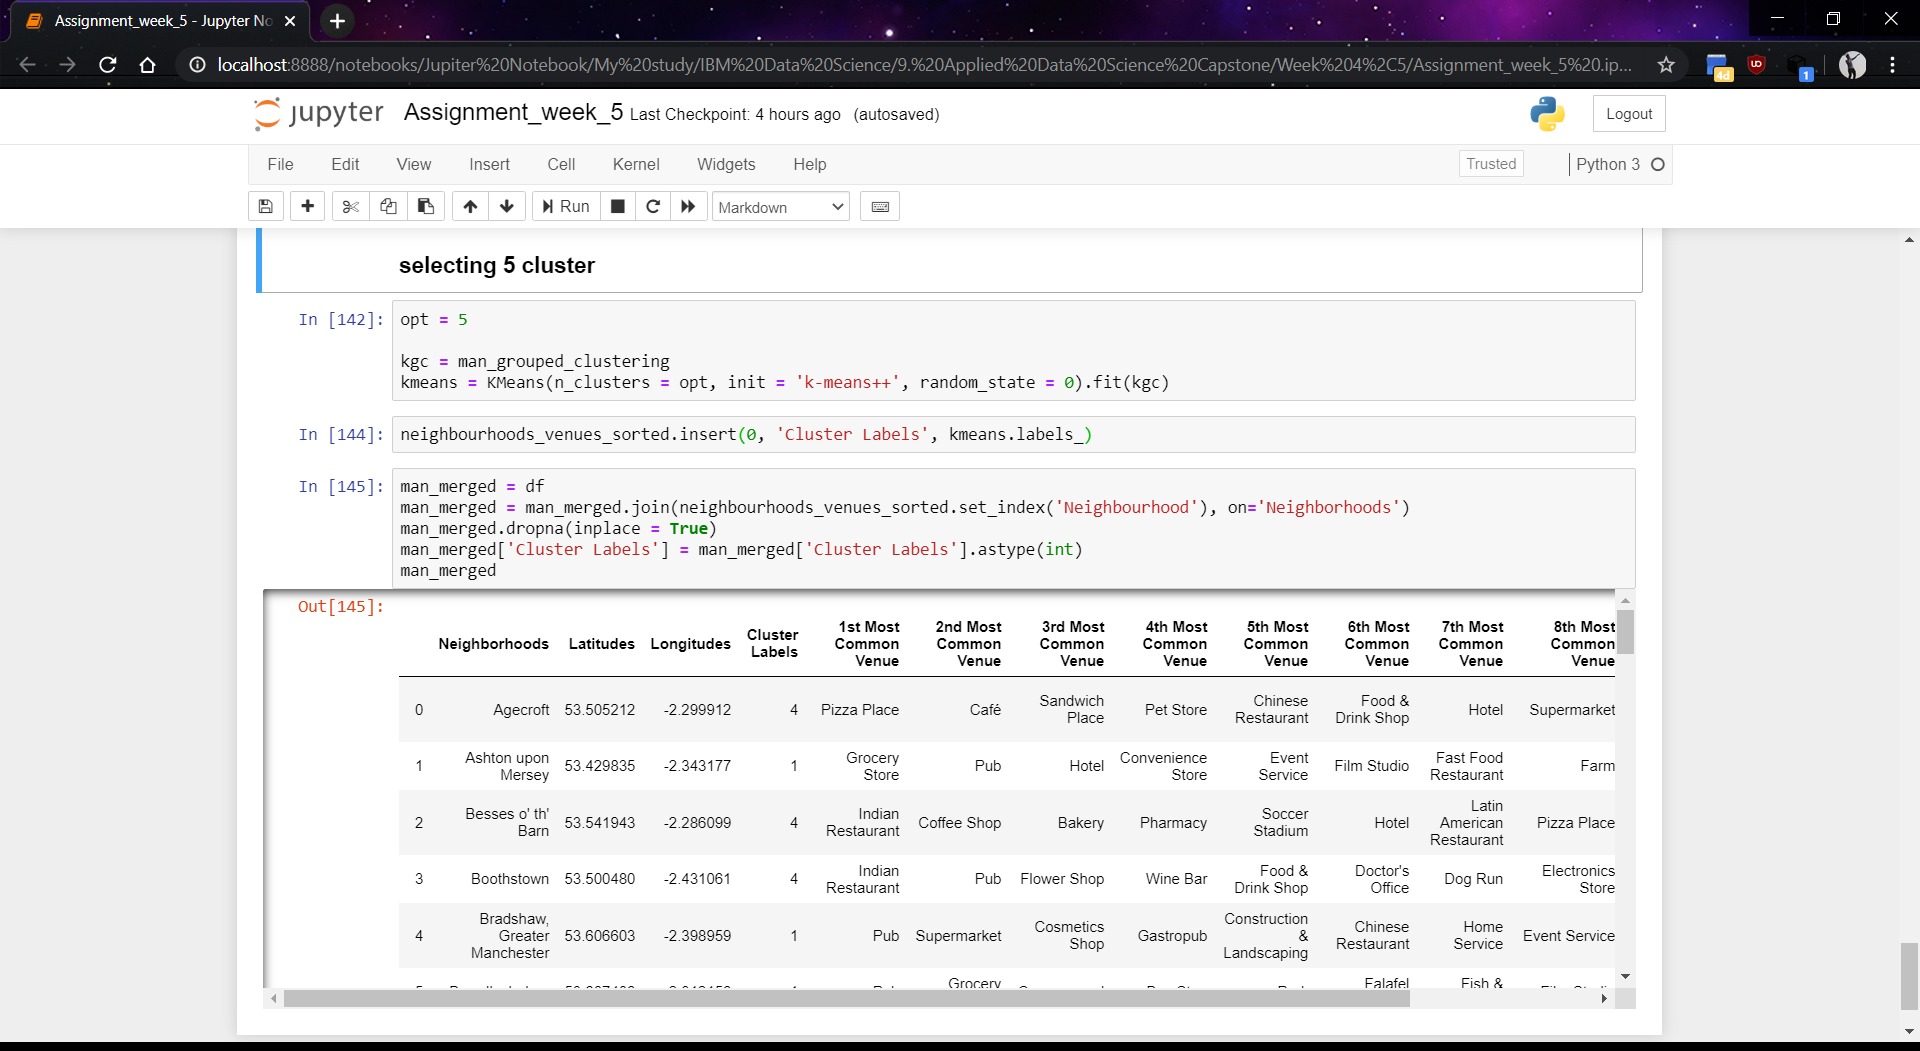 Assignment_week_5 - Jupyter No
localhost:8888/notebooks/Jupiter%20Notebook/My%20study/IBM%20Data%20Science/9.%20Applied%20Data%20Science%20Capstone/Week%204%2C5/Assignment_week_5%20.ip...
4d
UD
1
jupyter Assignment_week_5 Last Checkpoint: 4 hours ago (autosaved)
Logout
File Edit View Insert Cell Kernel Widgets Help
Trusted
Python 3
Run
Markdown
selecting 5 cluster
In [142]: opt = 5
kgc = man_grouped_clustering
kmeans = KMeans(n_clusters = opt, init = 'k-means++', random_state = 0).fit(kgc)
In [144]: neighbourhoods_venues_sorted.insert(0, 'Cluster Labels', kmeans.labels_)
In [145]: man_merged = df
man_merged = man_merged.join(neighbourhoods_venues_sorted.set_index('Neighbourhood'), on='Neighborhoods')
man_merged.dropna(inplace = True)
man_merged['Cluster Labels'] = man_merged['Cluster Labels'].astype(int)
man_merged
Out[145]:
Neighborhoods Latitudes Longitudes Cluster Labels 1st Most Common Venue 2nd Most Common Venue 3rd Most Common Venue 4th Most Common Venue 5th Most Common Venue 6th Most Common Venue 7th Most Common Venue 8th Most Common Venue
0 Agecroft 53.505212 -2.299912 4 Pizza Place Café Sandwich Place Pet Store Chinese Restaurant Food & Drink Shop Hotel Supermarket
1 Ashton upon Mersey 53.429835 -2.343177 1 Grocery Store Pub Hotel Convenience Store Event Service Film Studio Fast Food Restaurant Farm
2 Besses o' th' Barn 53.541943 -2.286099 4 Indian Restaurant Coffee Shop Bakery Pharmacy Soccer Stadium Hotel Latin American Restaurant Pizza Place
3 Boothstown 53.500480 -2.431061 4 Indian Restaurant Pub Flower Shop Wine Bar Food & Drink Shop Doctor's Office Dog Run Electronics Store
4 Bradshaw, Greater Manchester 53.606603 -2.398959 1 Pub Supermarket Cosmetics Shop Gastropub Construction & Landscaping Chinese Restaurant Home Service Event Service
Grocery Falafel Fish &